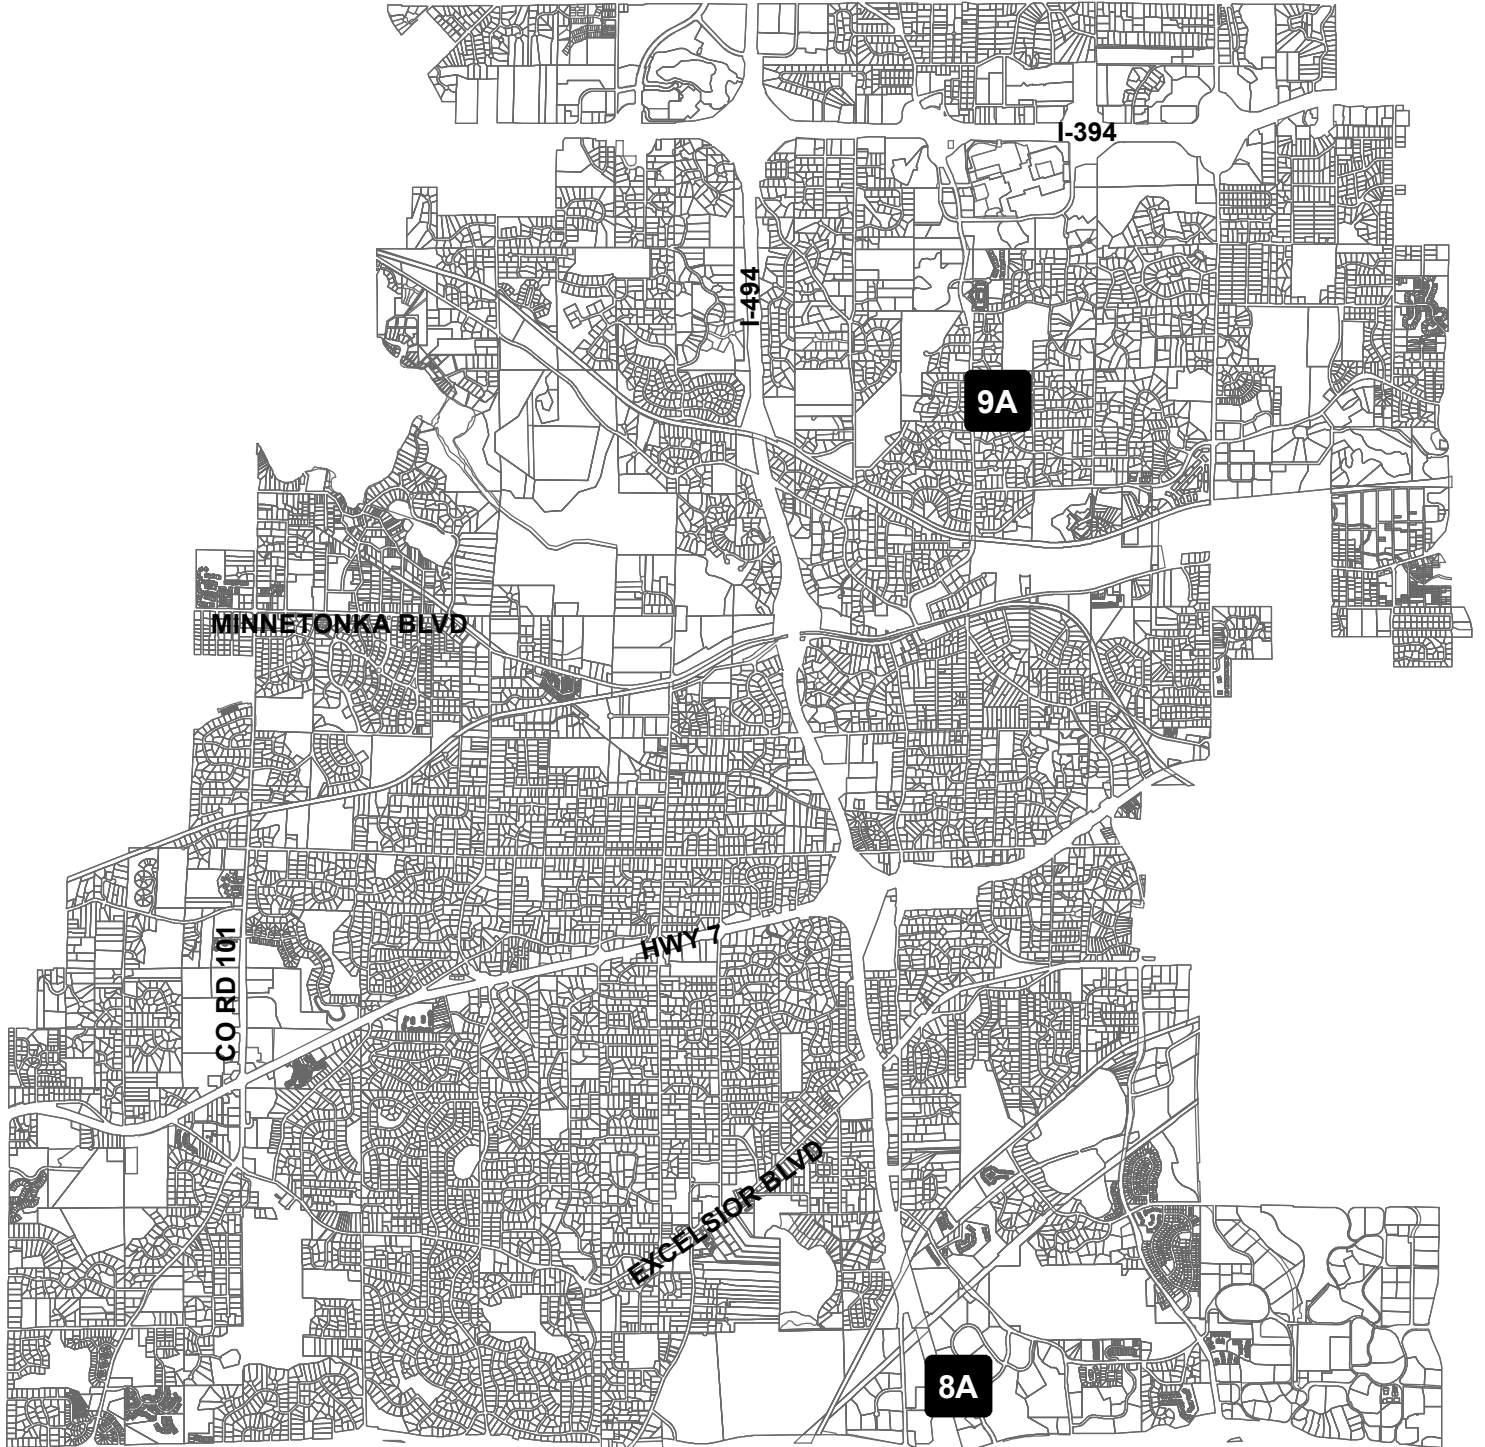 I-394
I-494
9A
MINNETONKA BLVD
HWY 7
CO RD 101
EXCELSIOR BLVD
8A